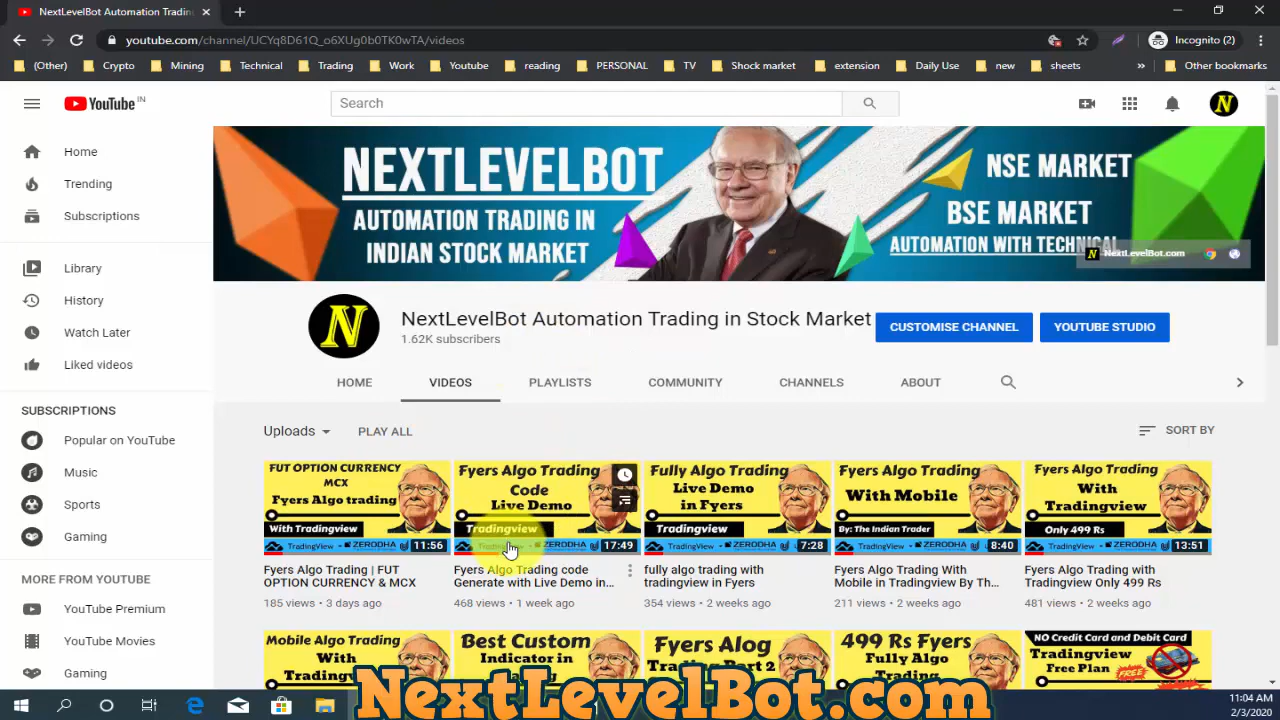 NextLevelBot Automation Trading
youtube.com/channel/UCYq8D61Q_o6XUg0b0TK0wTA/videos
Incognito (2)
(Other) Crypto Mining Technical Trading Work Youtube reading PERSONAL TV Stock market extension Daily Use new sheets » Other bookmarks
YouTube IN
Search
N
Home
Trending
Subscriptions
Library
History
Watch Later
Liked videos
SUBSCRIPTIONS
Popular on YouTube
Music
Sports
Gaming
MORE FROM YOUTUBE
YouTube Premium
YouTube Movies
Gaming
NEXTLEVELBOT
AUTOMATION TRADING IN
INDIAN STOCK MARKET
NSE MARKET
BSE MARKET
AUTOMATION WITH TECHNICAL
N NextLevelBot.com
N
NextLevelBot Automation Trading in Stock Market
1.62K subscribers
CUSTOMISE CHANNEL
YOUTUBE STUDIO
HOME VIDEOS PLAYLISTS COMMUNITY CHANNELS ABOUT
Uploads PLAY ALL SORT BY
FUT OPTION CURRENCY
MCX
Fyers Algo trading
With Tradingview
TradingView ZERODHA 11:56
Fyers Algo Trading | FUT
OPTION CURRENCY & MCX
185 views • 3 days ago
Fyers Algo Trading
Code
Live Demo
Tradingview
TradingView ZERODHA 17:49
Fyers Algo Trading code
Generate with Live Demo in...
468 views • 1 week ago
Fully Algo Trading
Live Demo
in Fyers
Tradingview
TradingView ZERODHA 7:28
fully algo trading with
tradingview in Fyers
354 views • 2 weeks ago
Fyers Algo Trading
With Mobile
By: The Indian Trader
TradingView ZERODHA 8:40
Fyers Algo Trading With
Mobile in Tradingview By Th...
211 views • 2 weeks ago
Fyers Algo Trading
With
Tradingview
Only 499 Rs
TradingView ZERODHA 13:51
Fyers Algo Trading with
Tradingview Only 499 Rs
481 views • 2 weeks ago
Mobile Algo Trading
With
Best Custom
Indicator in
Fyers Alog
Trading Part 2
499 Rs Fyers
Fully Algo
NO Credit Card and Debit Card
Tradingview
Free Plan
FREE
NextLevelBot.com
11:04 AM
2/3/2020